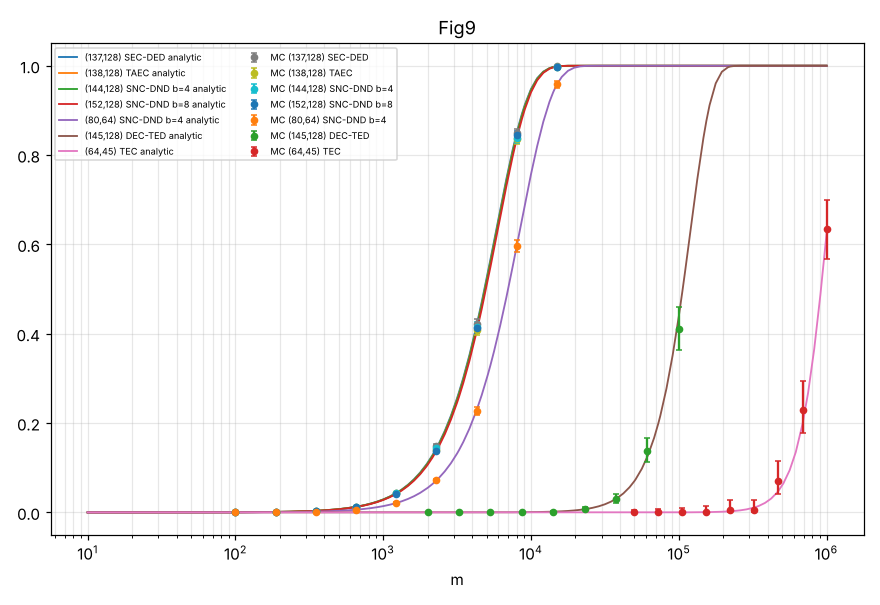 Fig9
(137,128) SEC-DED analytic
(138,128) TAEC analytic
(144,128) SNC-DND b=4 analytic
(152,128) SNC-DND b=8 analytic
(80,64) SNC-DND b=4 analytic
(145,128) DEC-TED analytic
(64,45) TEC analytic
MC (137,128) SEC-DED
MC (138,128) TAEC
MC (144,128) SNC-DND b=4
MC (152,128) SNC-DND b=8
MC (80,64) SNC-DND b=4
MC (145,128) DEC-TED
MC (64,45) TEC
1.0
0.8
0.6
0.4
0.2
0.0
10¹ 10² 10³ 10⁴ 10⁵ 10⁶
m